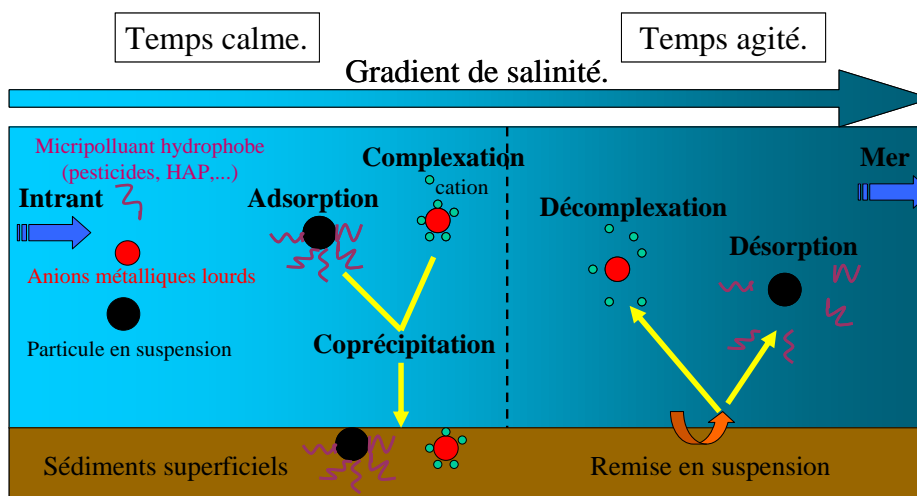 Temps calme.
Temps agité.
Gradient de salinité.
Micripolluant hydrophobe
(pesticides, HAP,...)
Complexation
cation
Mer
Intrant
Adsorption
Décomplexation
Désorption
Anions métalliques lourds
Particule en suspension
Coprécipitation
Sédiments superficiels
Remise en suspension